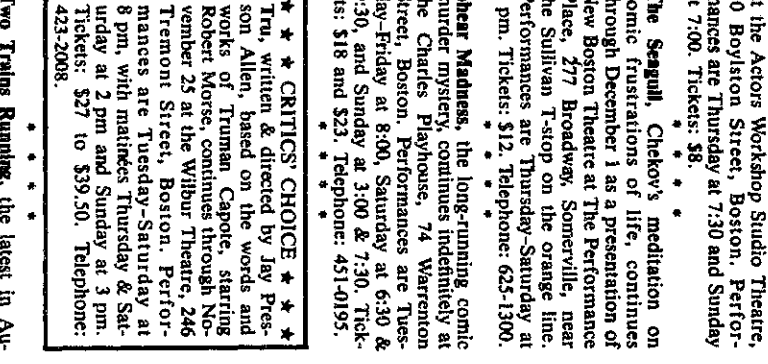 t the Actors Workshop Studio Theatre,
0 Boylston Street, Boston. Perfor-
mances are Thursday at 7:30 and Sunday
t 7:00. Tickets: $8.
* * * *
The Seagull, Chekov's meditation on
omic frustrations of life, continues
hrough December 1 as a presentation of
New Boston Theatre at The Performance
Place, 277 Broadway, Somerville, near
the Sullivan T-stop on the orange line.
Performances are Thursday–Saturday at
pm. Tickets: $12. Telephone: 625-1300.
* * * *
hear Madness, the long-running comic
murder mystery, continues indefinitely at
he Charles Playhouse, 74 Warrenton
treet, Boston. Performances are Tues-
day–Friday at 8:00, Saturday at 6:30 &
:30, and Sunday at 3:00 & 7:30. Tick-
ets: $18 and $23. Telephone: 451-0195.
* * * *
★ ★ ★ CRITICS' CHOICE ★ ★ ★
Tru, written & directed by Jay Pres-
son Allen, based on the words and
works of Truman Capote, starring
Robert Morse, continues through No-
vember 25 at the Wilbur Theatre, 246
Tremont Street, Boston. Perfor-
mances are Tuesday–Saturday at
8 pm, with matinées Thursday & Sat-
urday at 2 pm and Sunday at 3 pm.
Tickets: $27 to $39.50. Telephone:
423-2008.
* * * *
Two Trains Running, the latest in Au-